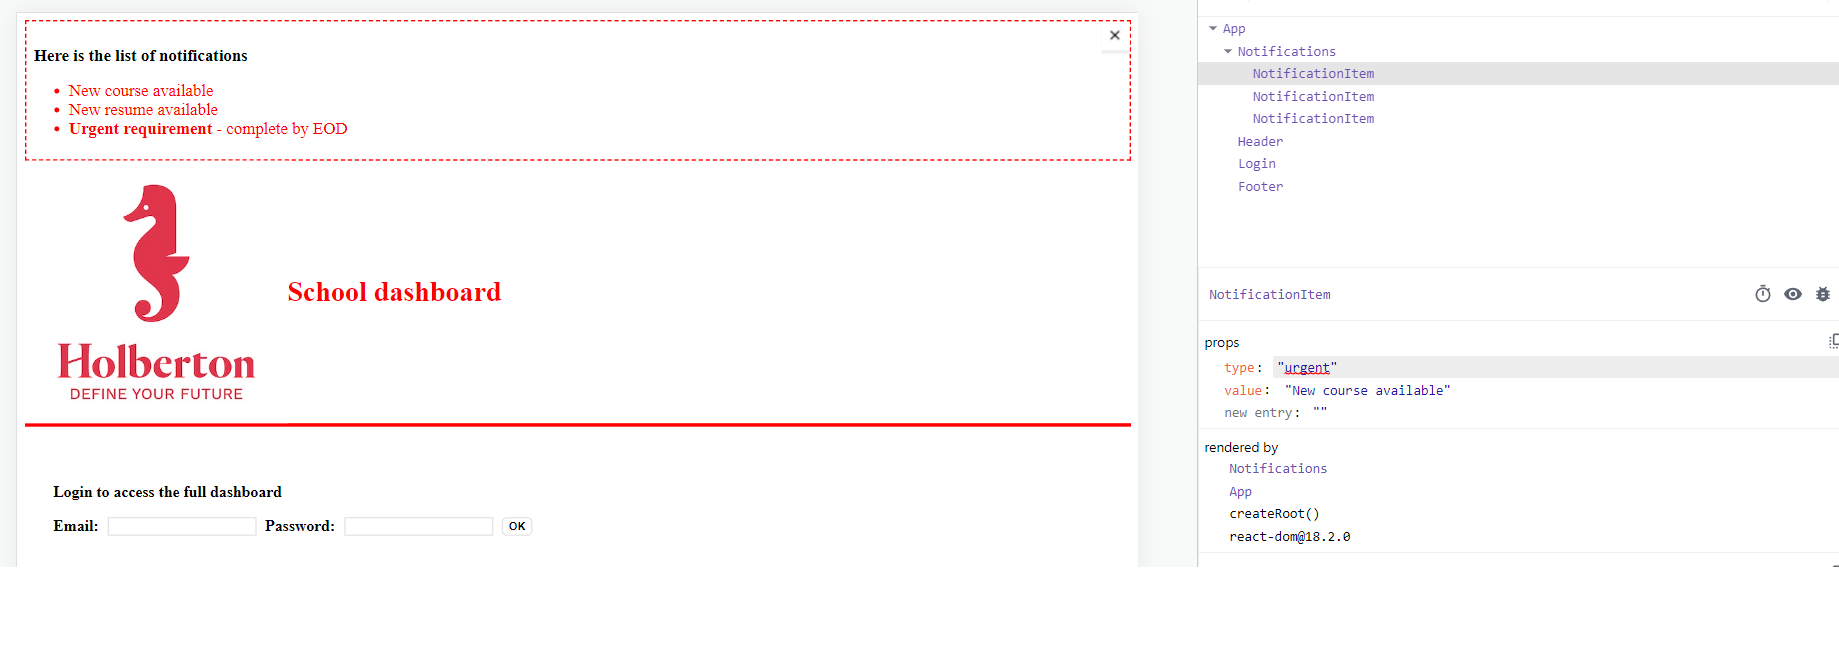 Here is the list of notifications
New course available
New resume available
Urgent requirement - complete by EOD
Holberton
DEFINE YOUR FUTURE
School dashboard
Login to access the full dashboard
Email: Password: OK
App
Notifications
NotificationItem
NotificationItem
NotificationItem
Header
Login
Footer
NotificationItem
props
type: "urgent"
value: "New course available"
new entry: ""
rendered by
Notifications
App
createRoot()
react-dom@18.2.0